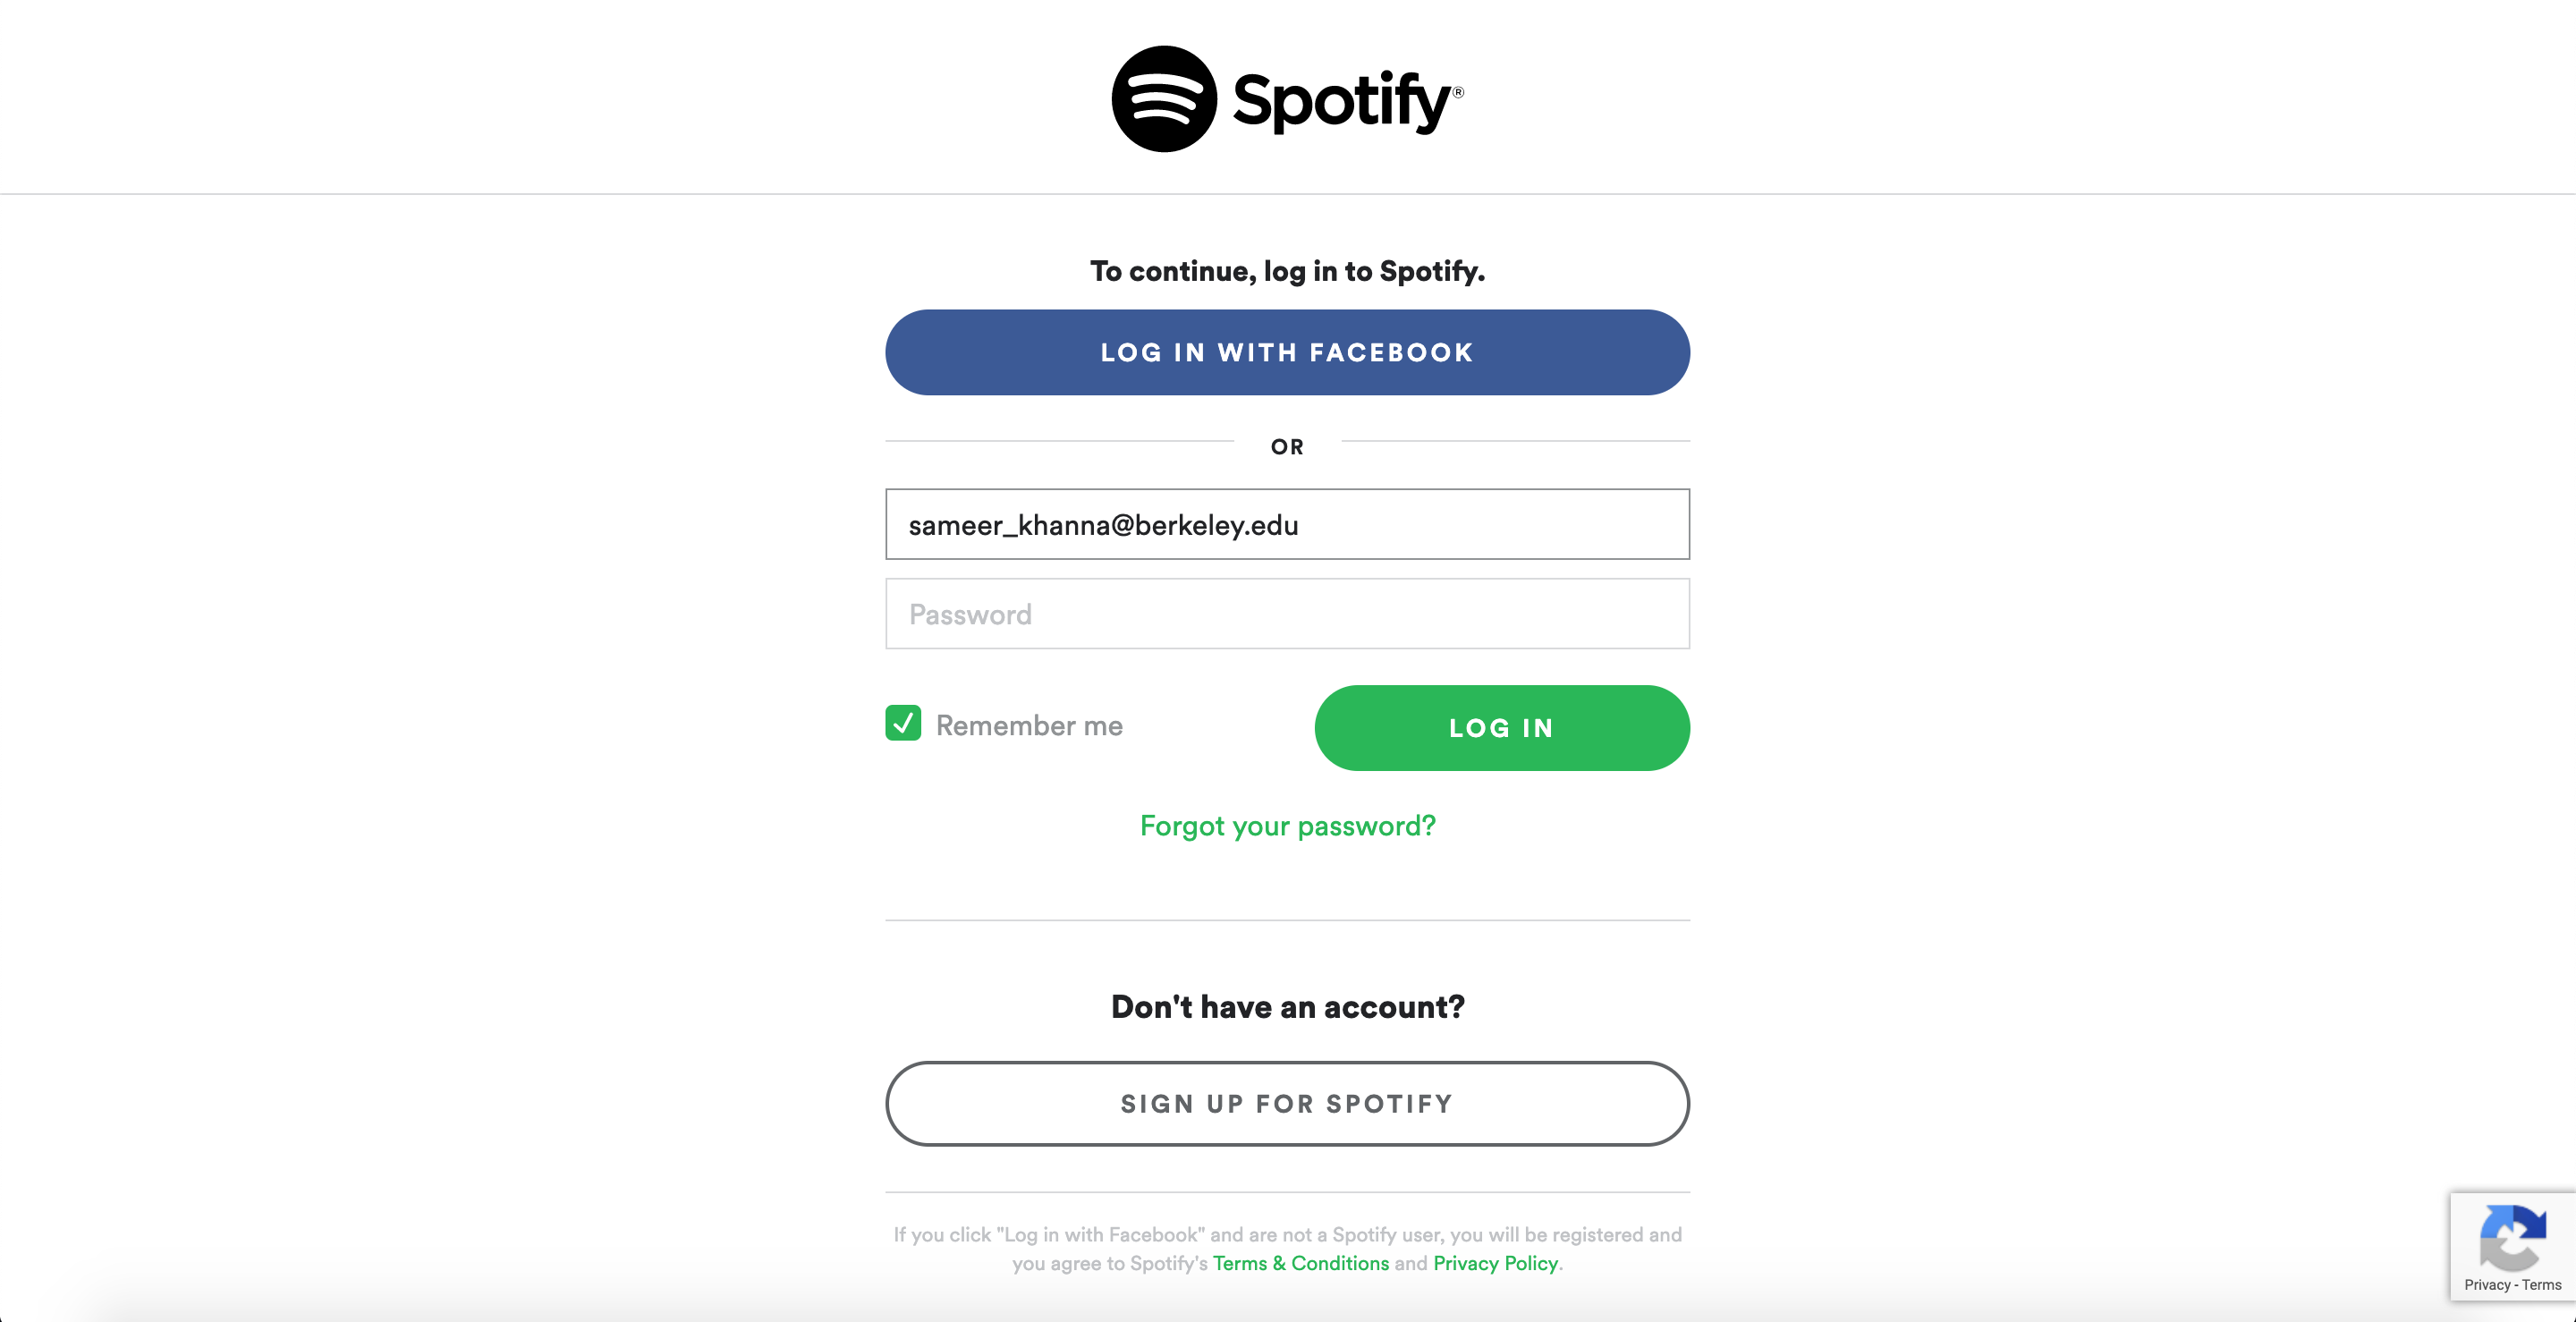 Spotify®
To continue, log in to Spotify.
LOG IN WITH FACEBOOK
OR
sameer_khanna@berkeley.edu
Password
Remember me
LOG IN
Forgot your password?
Don't have an account?
SIGN UP FOR SPOTIFY
If you click "Log in with Facebook" and are not a Spotify user, you will be registered and
you agree to Spotify's Terms & Conditions and Privacy Policy.
Privacy - Terms